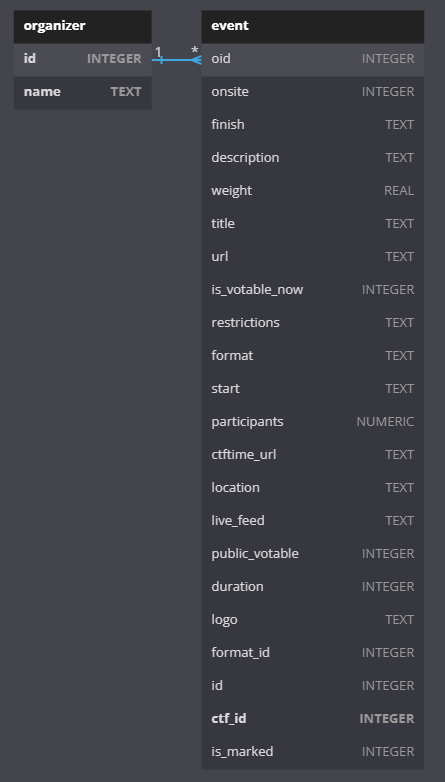 organizer
id INTEGER
name TEXT
1 *
event
oid INTEGER
onsite INTEGER
finish TEXT
description TEXT
weight REAL
title TEXT
url TEXT
is_votable_now INTEGER
restrictions TEXT
format TEXT
start TEXT
participants NUMERIC
ctftime_url TEXT
location TEXT
live_feed TEXT
public_votable INTEGER
duration INTEGER
logo TEXT
format_id INTEGER
id INTEGER
ctf_id INTEGER
is_marked INTEGER